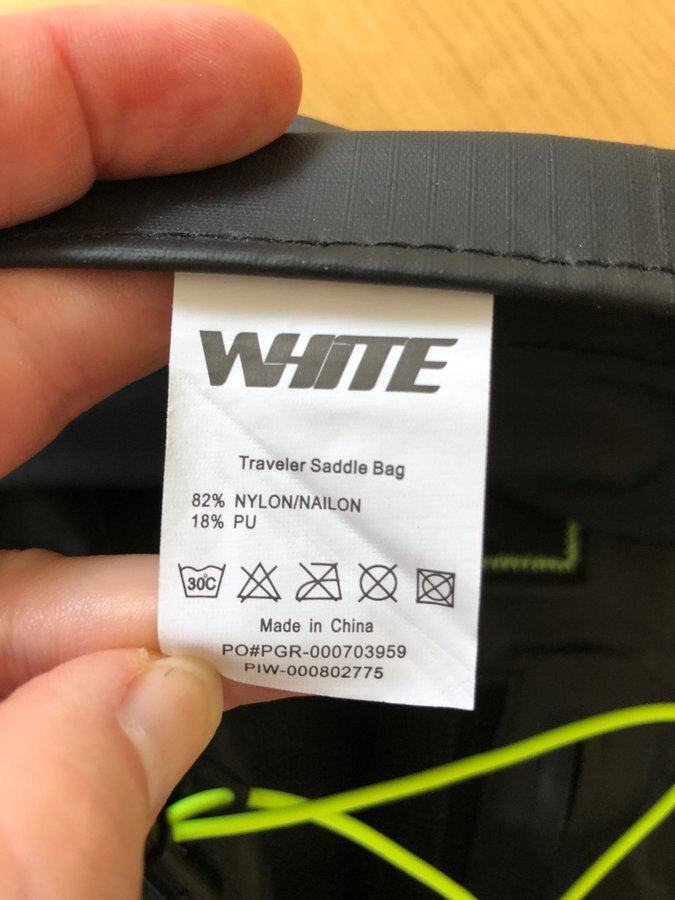 WHITE
Traveler Saddle Bag
82% NYLON/NAILON
18% PU
30°C
Made in China
PO#PGR-000703959
PIW-000802775